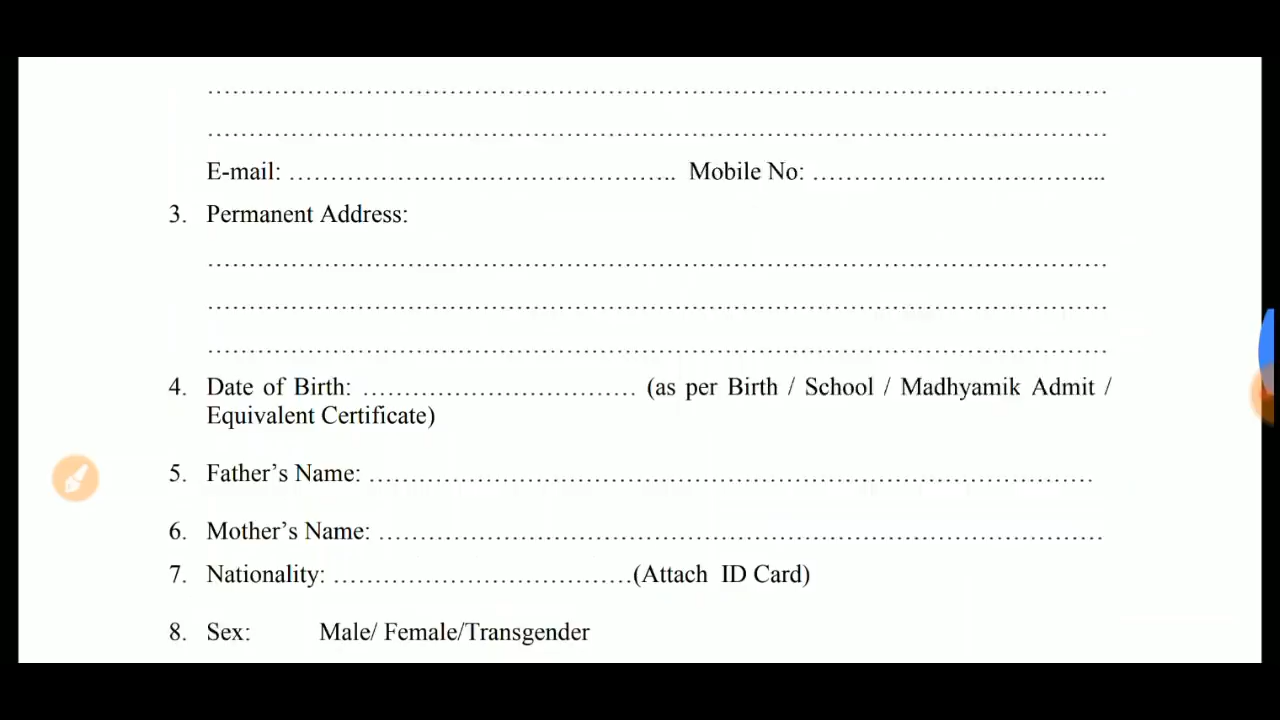 ………………………………………………………………………………………………
………………………………………………………………………………………………
E-mail: ……………………………………….. Mobile No: ……………………………...
3. Permanent Address:
………………………………………………………………………………………………
………………………………………………………………………………………………
………………………………………………………………………………………………
4. Date of Birth: …………………………… (as per Birth / School / Madhyamik Admit /
Equivalent Certificate)
5. Father’s Name: ……………………………………………………………………………
6. Mother’s Name: ……………………………………………………………………………
7. Nationality: ………………………………(Attach ID Card)
8. Sex: Male/ Female/Transgender